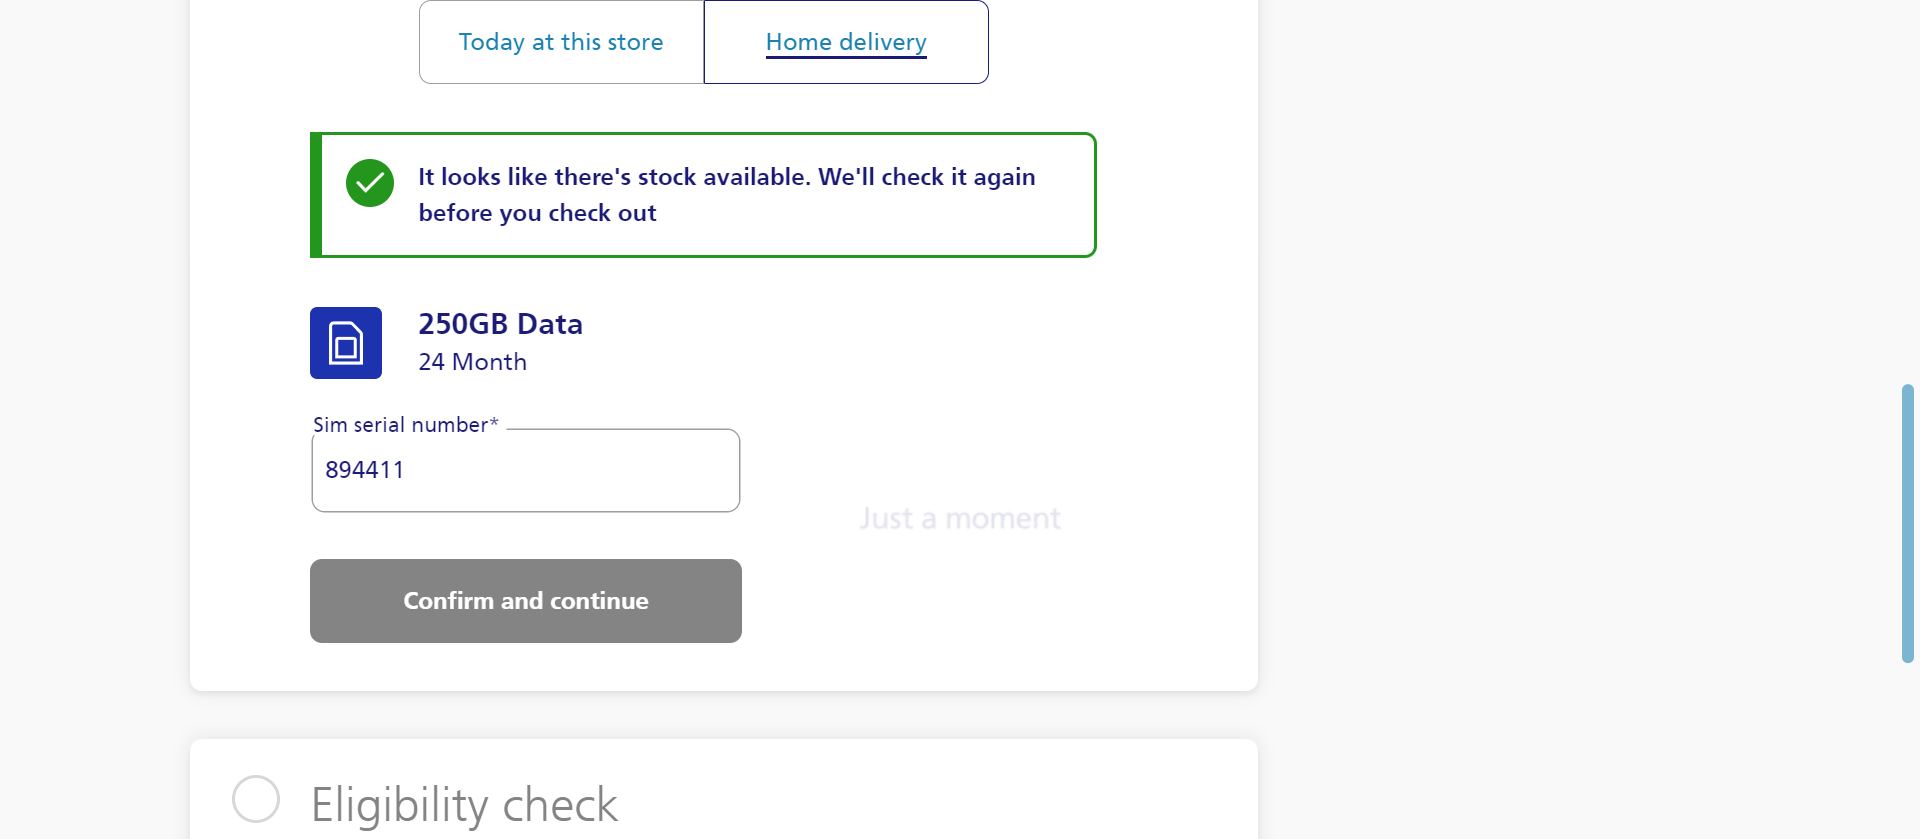 Today at this store
Home delivery
It looks like there's stock available. We'll check it again
before you check out
250GB Data
24 Month
Sim serial number*
894411
Just a moment
Confirm and continue
Eligibility check